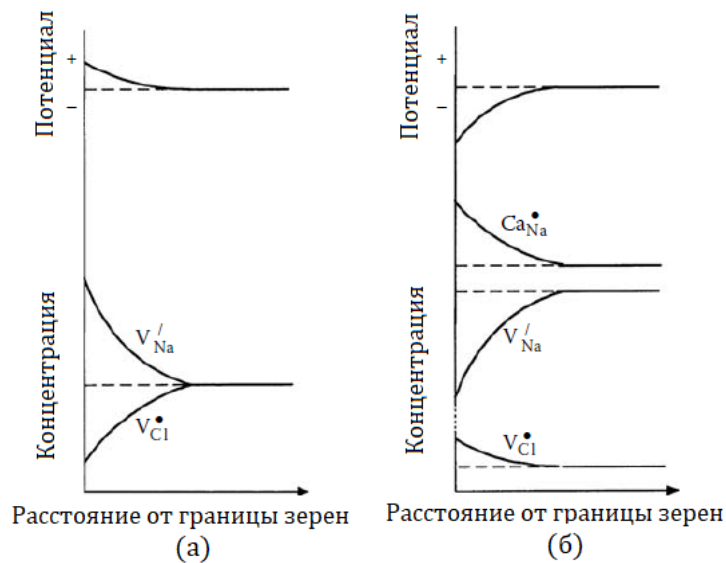 Потенциал
+
−
Концентрация
V′Na
V•Cl
Расстояние от границы зерен
(а)
Потенциал
+
−
Концентрация
Ca•Na
V′Na
V•Cl
Расстояние от границы зерен
(б)